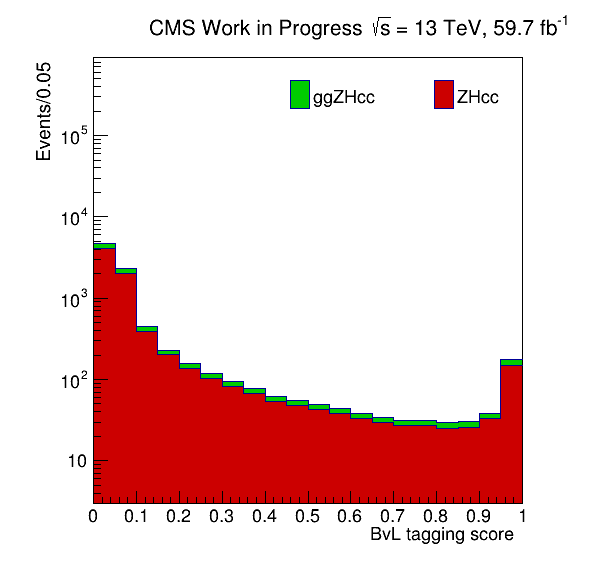 CMS Work in Progress √s = 13 TeV, 59.7 fb⁻¹
Events/0.05
ggZHcc ZHcc
10⁵
10⁴
10³
10²
10
0 0.1 0.2 0.3 0.4 0.5 0.6 0.7 0.8 0.9 1
BvL tagging score